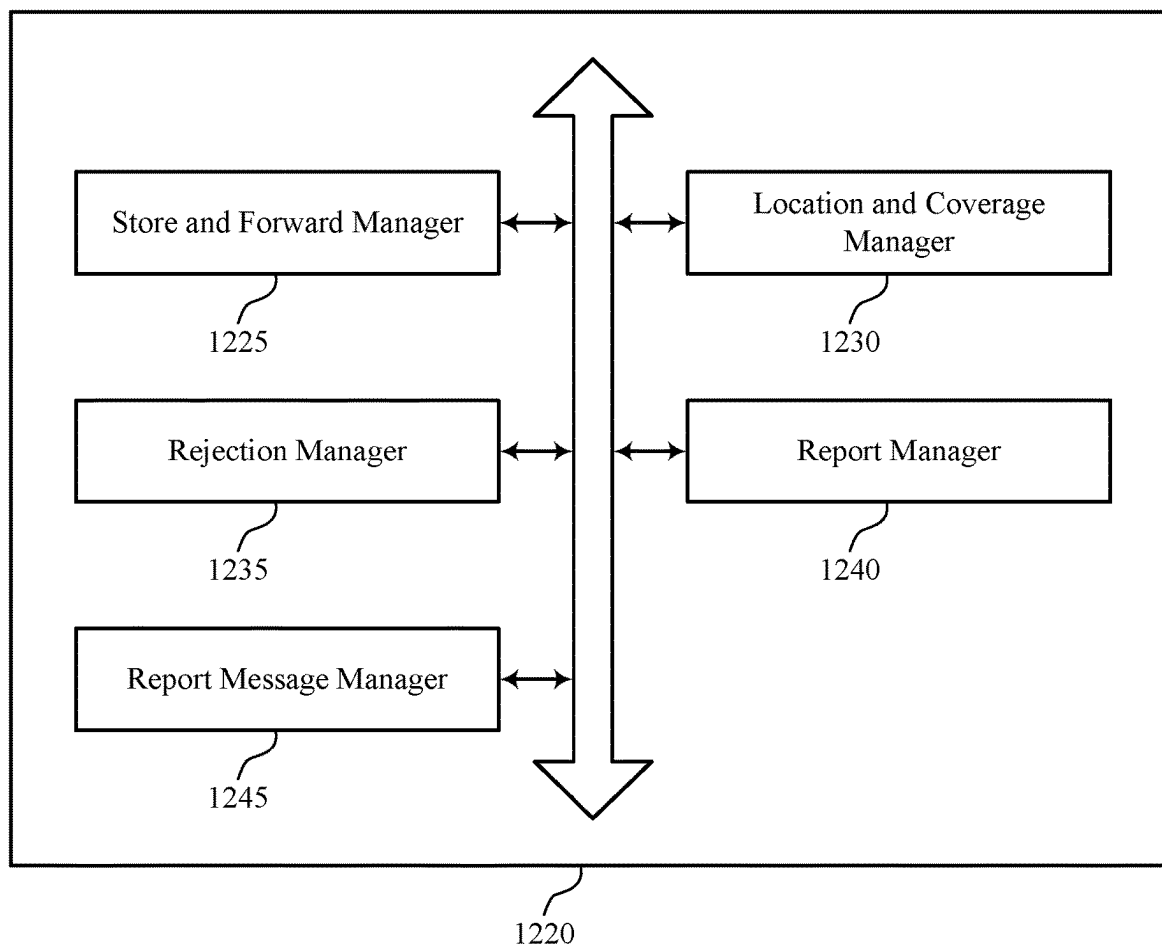 Store and Forward Manager
1225
Location and Coverage
Manager
1230
Rejection Manager
1235
Report Manager
1240
Report Message Manager
1245
1220